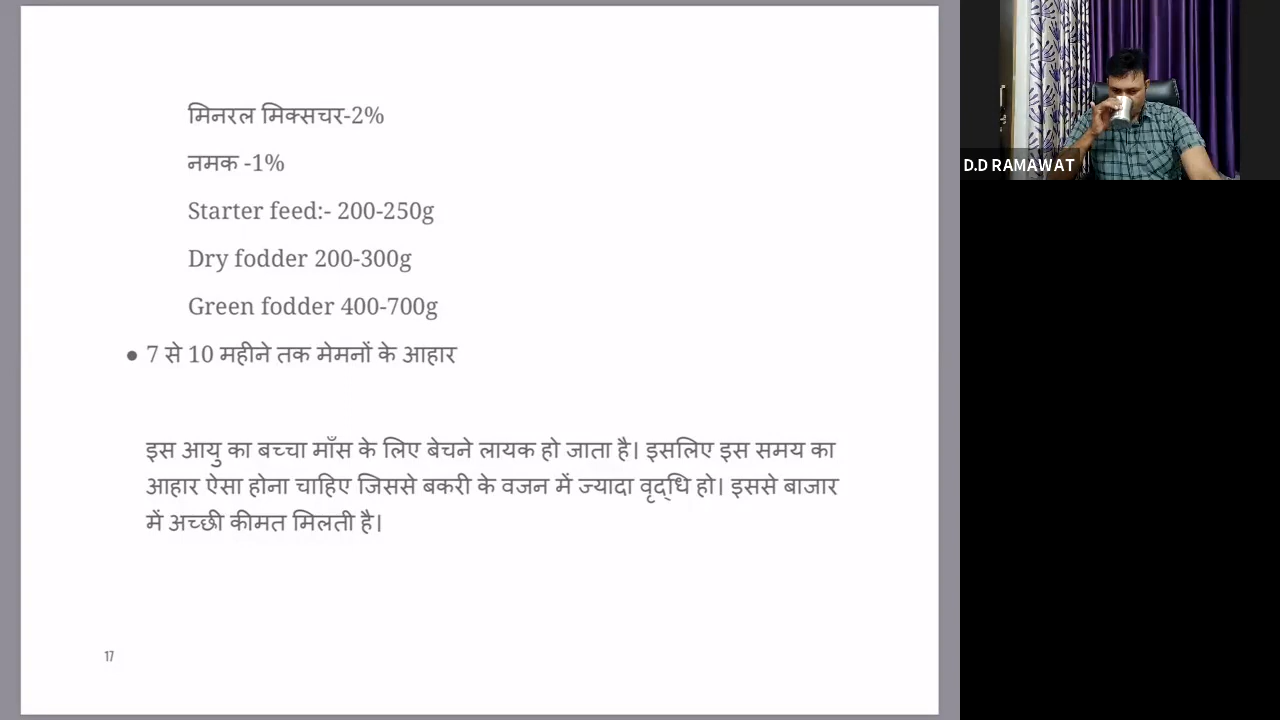 मिनरल मिक्सचर-2%
नमक -1%
Starter feed:- 200-250g
Dry fodder 200-300g
Green fodder 400-700g
● 7 से 10 महीने तक मेमनों के आहार
इस आयु का बच्चा माँस के लिए बेचने लायक हो जाता है। इसलिए इस समय का
आहार ऐसा होना चाहिए जिससे बकरी के वजन में ज्यादा वृद्धि हो। इससे बाजार
में अच्छी कीमत मिलती है।
17
D.D RAMAWAT